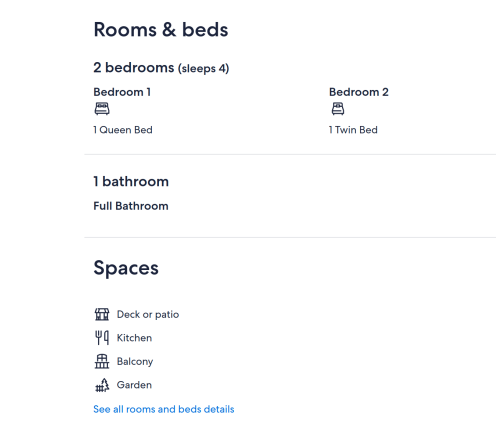 Rooms & beds
2 bedrooms (sleeps 4)
Bedroom 1
Bedroom 2
1 Queen Bed
1 Twin Bed
1 bathroom
Full Bathroom
Spaces
Deck or patio
Kitchen
Balcony
Garden
See all rooms and beds details